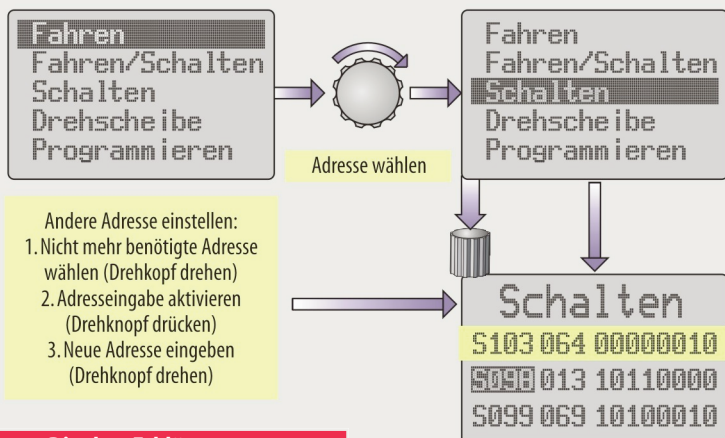 Fahren
Fahren/Schalten
Schalten
Drehscheibe
Programmieren
Adresse wählen
Fahren
Fahren/Schalten
Schalten
Drehscheibe
Programmieren
Andere Adresse einstellen:
1. Nicht mehr benötigte Adresse
wählen (Drehkopf drehen)
2. Adresseingabe aktivieren
(Drehknopf drücken)
3. Neue Adresse eingeben
(Drehknopf drehen)
Schalten
S103 064 00000010
S098 013 10110000
S099 069 10100010